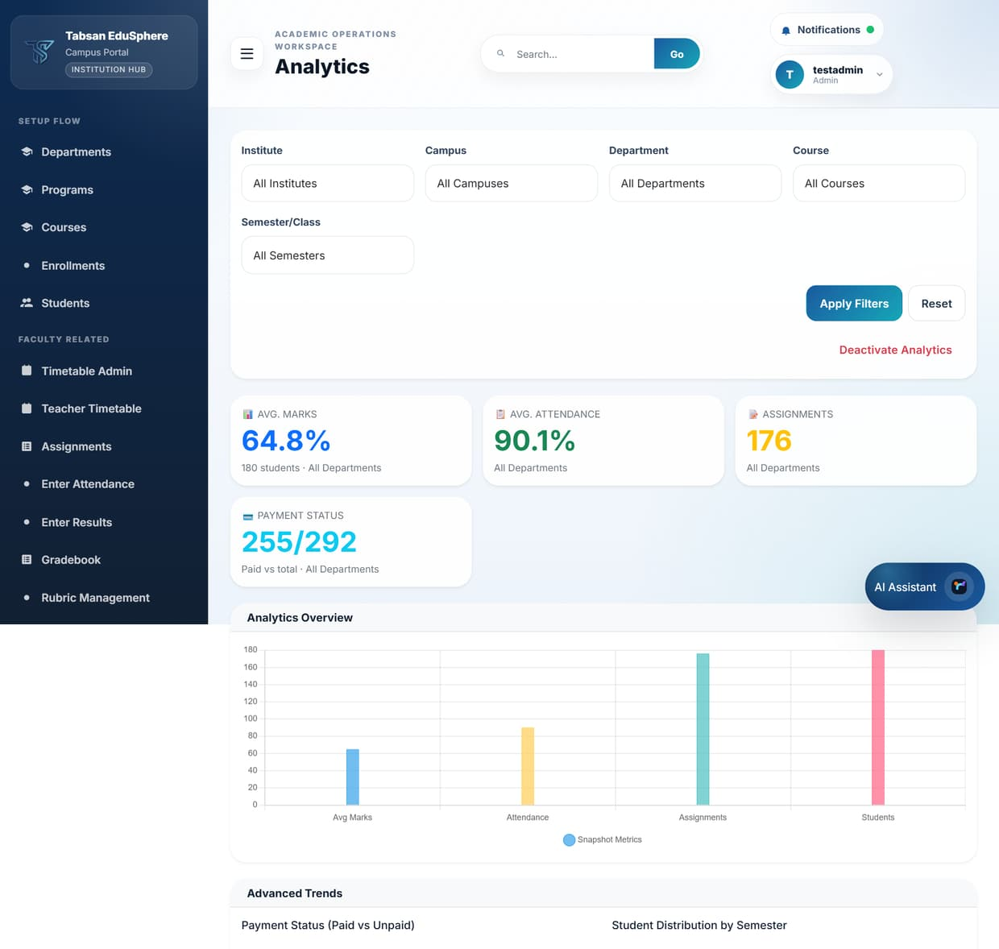 Tabsan EduSphere
Campus Portal
INSTITUTION HUB
SETUP FLOW
Departments
Programs
Courses
Enrollments
Students
FACULTY RELATED
Timetable Admin
Teacher Timetable
Assignments
Enter Attendance
Enter Results
Gradebook
Rubric Management
ACADEMIC OPERATIONS
WORKSPACE
Analytics
Search...
Go
Notifications
T
testadmin
Admin
Institute
Campus
Department
Course
All Institutes
All Campuses
All Departments
All Courses
Semester/Class
All Semesters
Apply Filters
Reset
Deactivate Analytics
AVG. MARKS
64.8%
180 students · All Departments
AVG. ATTENDANCE
90.1%
All Departments
ASSIGNMENTS
176
All Departments
PAYMENT STATUS
255/292
Paid vs total · All Departments
AI Assistant
Analytics Overview
180
160
140
120
100
80
60
40
20
0
Avg Marks
Attendance
Assignments
Students
Snapshot Metrics
Advanced Trends
Payment Status (Paid vs Unpaid)
Student Distribution by Semester